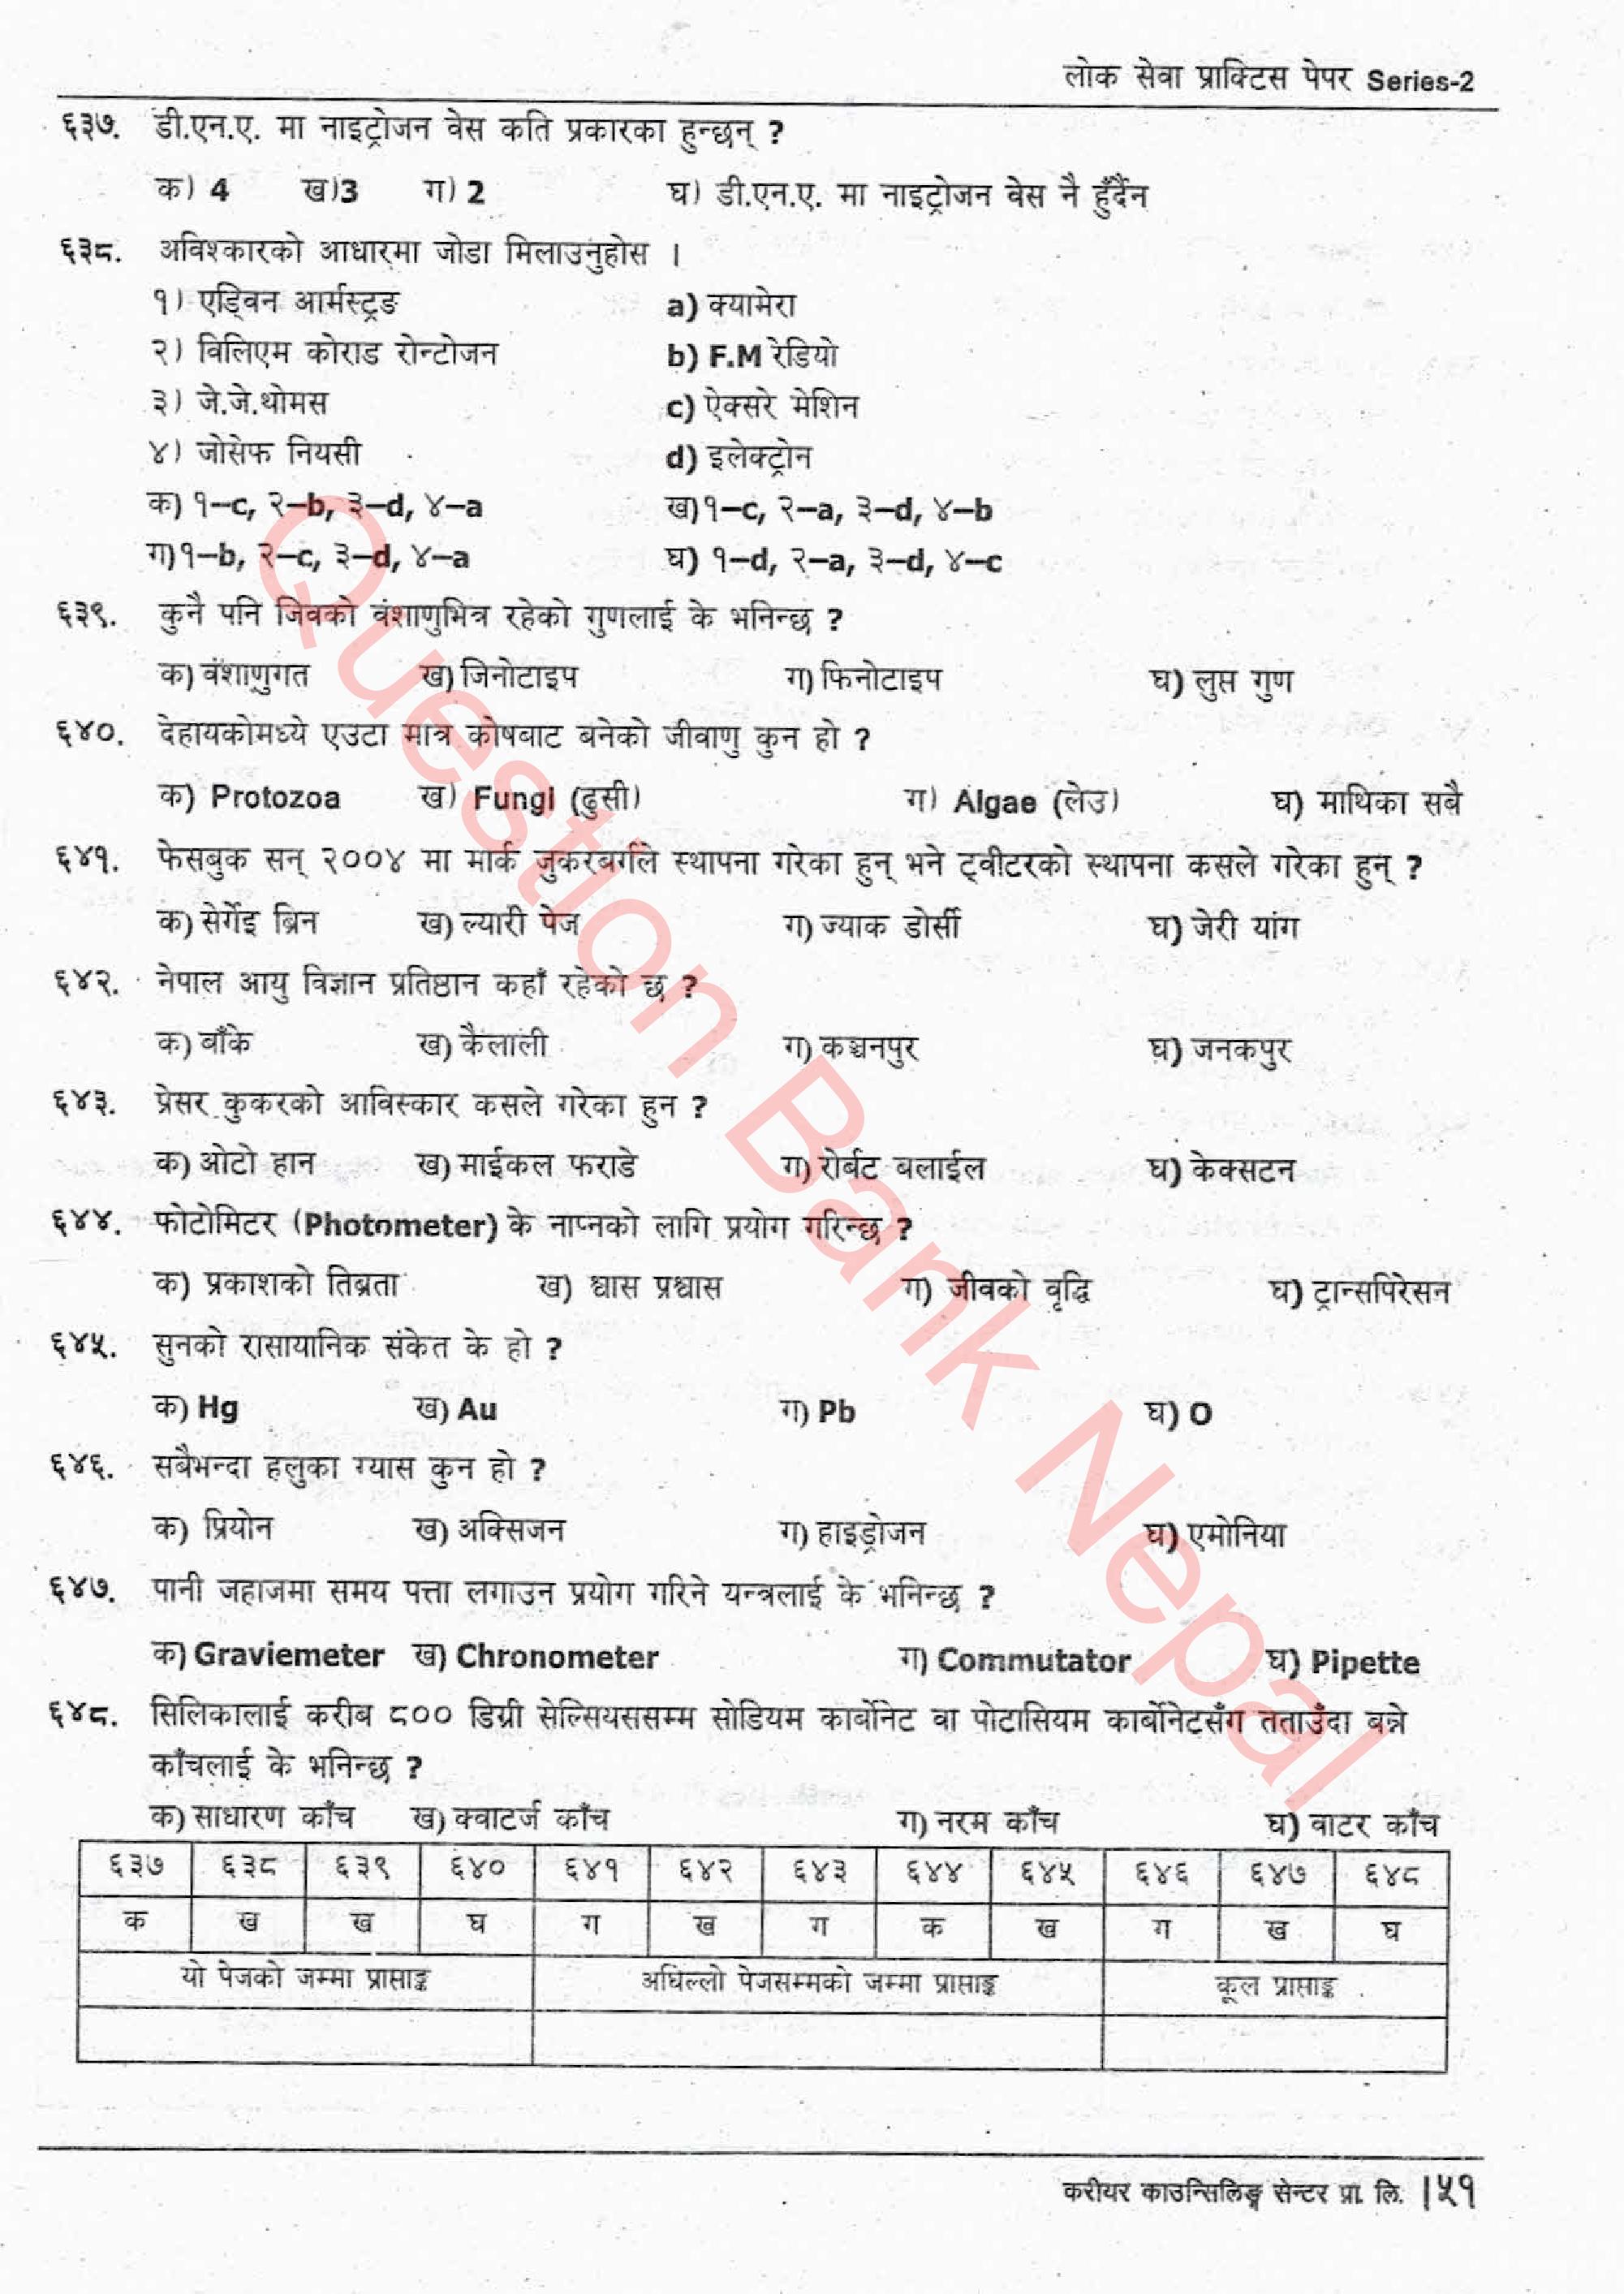 लोक सेवा प्राक्टिस पेपर Series-2
६३७. डी.एन.ए. मा नाइट्रोजन वेस कति प्रकारका हुन्छन् ?
क) 4 ख)3 ग) 2 घ) डी.एन.ए. मा नाइट्रोजन वेस नै हुँदैंन
६३८. अविश्कारको आधारमा जोडा मिलाउनुहोस ।
१) एड्विन आर्मस्ट्रङ a) क्यामेरा
२) विलिएम कोराड रोन्टोजन b) F.M रेडियो
३) जे.जे.थोमस c) ऐक्सरे मेशिन
४) जोसेफ नियसी d) इलेक्ट्रोन
क) १–c, २–b, ३–d, ४–a ख)१–c, २–a, ३–d, ४–b
ग)१–b, २–c, ३–d, ४–a घ) १–d, २–a, ३–d, ४–c
६३९. कुनै पनि जिवको वंशाणुभित्र रहेको गुणलाई के भनिन्छ ?
क) वंशाणुगत ख) जिनोटाइप ग) फिनोटाइप घ) लुप्त गुण
६४०. देहायकोमध्ये एउटा मात्र कोषबाट बनेको जीवाणु कुन हो ?
क) Protozoa ख) Fungi (ढुसी) ग) Algae (लेउ) घ) माथिका सबै
६४१. फेसबुक सन् २००४ मा मार्क जुकरबर्गले स्थापना गरेका हुन् भने ट्वीटरको स्थापना कसले गरेका हुन् ?
क) सेर्गेइ ब्रिन ख) ल्यारी पेज ग) ज्याक डोर्सी घ) जेरी यांग
६४२. नेपाल आयु विज्ञान प्रतिष्ठान कहाँ रहेको छ ?
क) बाँके ख) कैलाली ग) कञ्चनपुर घ) जनकपुर
६४३. प्रेसर कुकरको आविस्कार कसले गरेका हुन ?
क) ओटो हान ख) माईकल फराडे ग) रोर्बट बलाईल घ) केक्सटन
६४४. फोटोमिटर (Photometer) के नाप्नको लागि प्रयोग गरिन्छ ?
क) प्रकाशको तिब्रता ख) श्वास प्रश्वास ग) जीवको वृद्धि घ) ट्रान्सपिरेसन
६४५. सुनको रासायानिक संकेत के हो ?
क) Hg ख) Au ग) Pb घ) O
६४६. सबैभन्दा हलुका ग्यास कुन हो ?
क) प्रियोन ख) अक्सिजन ग) हाइड्रोजन घ) एमोनिया
६४७. पानी जहाजमा समय पत्ता लगाउन प्रयोग गरिने यन्त्रलाई के भनिन्छ ?
क) Graviemeter ख) Chronometer ग) Commutator घ) Pipette
६४८. सिलिकालाई करीब ८०० डिग्री सेल्सियससम्म सोडियम कार्बोनेट वा पोटासियम कार्बोनेटसँग तताउँदा बन्ने
काँचलाई के भनिन्छ ?
क) साधारण काँच ख) क्वाटर्ज काँच ग) नरम काँच घ) वाटर काँच
६३७ ६३८ ६३९ ६४० ६४१ ६४२ ६४३ ६४४ ६४५ ६४६ ६४७ ६४८
क ख ख घ ग ख ग क ख ग ख घ
यो पेजको जम्मा प्राप्ताङ्क अघिल्लो पेजसम्मको जम्मा प्राप्ताङ्क कूल प्राप्ताङ्क
करीयर काउन्सिलिङ्ग सेन्टर प्रा. लि. |५१
Question Bank Nepal